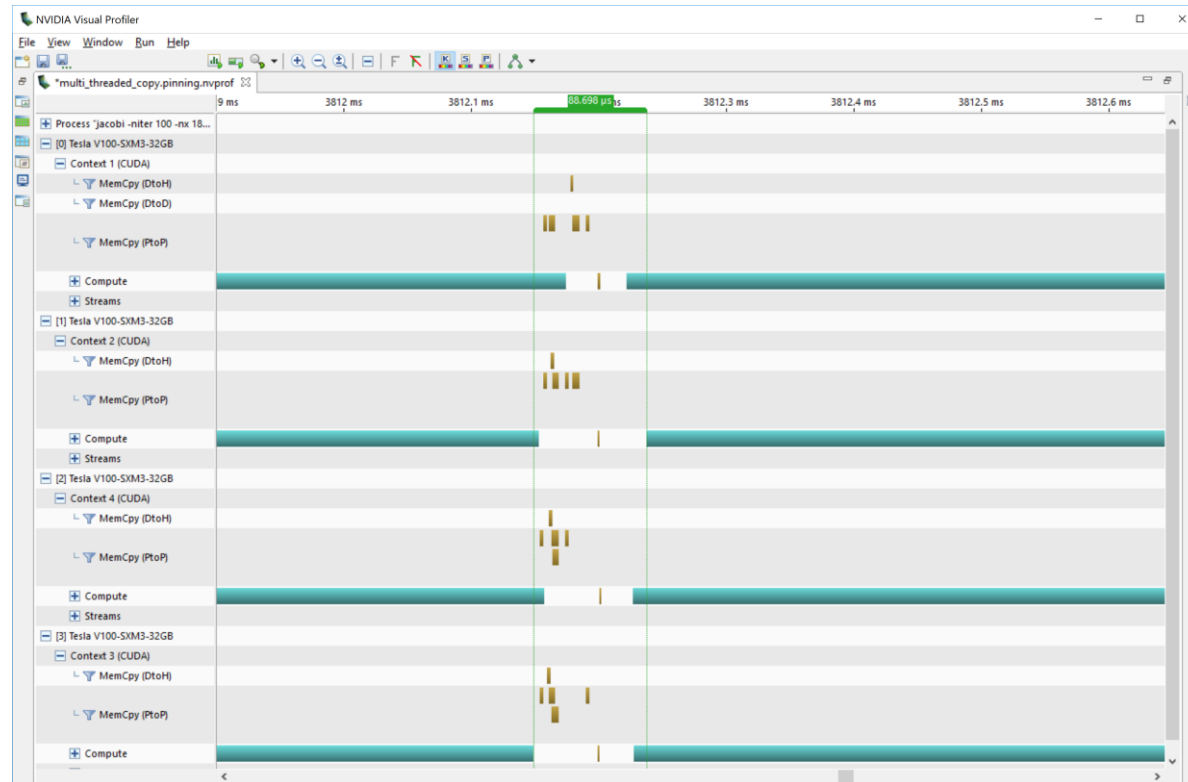 NVIDIA Visual Profiler
File View Window Run Help
*multi_threaded_copy.pinning.nvprof
9 ms 3812 ms 3812.1 ms 88.698 µs 3812.3 ms 3812.4 ms 3812.5 ms 3812.6 ms
Process "jacobi -niter 100 -nx 18...
[0] Tesla V100-SXM3-32GB
Context 1 (CUDA)
MemCpy (DtoH)
MemCpy (DtoD)
MemCpy (PtoP)
Compute
Streams
[1] Tesla V100-SXM3-32GB
Context 2 (CUDA)
MemCpy (DtoH)
MemCpy (PtoP)
Compute
Streams
[2] Tesla V100-SXM3-32GB
Context 4 (CUDA)
MemCpy (DtoH)
MemCpy (PtoP)
Compute
Streams
[3] Tesla V100-SXM3-32GB
Context 3 (CUDA)
MemCpy (DtoH)
MemCpy (PtoP)
Compute